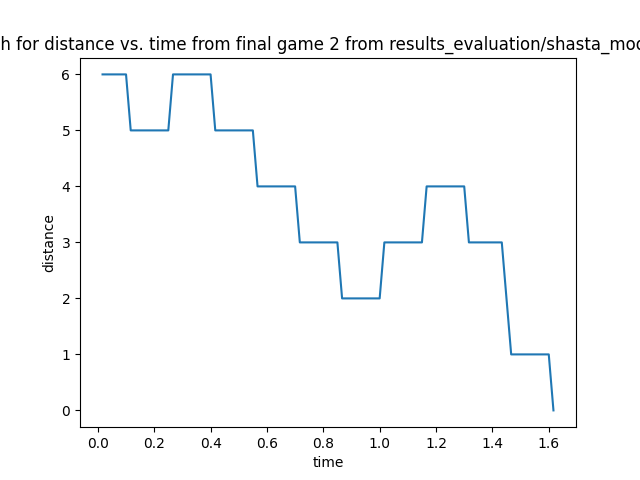 h for distance vs. time from final game 2 from results_evaluation/shasta_mod
6
5
4
3
2
1
0
distance
0.0 0.2 0.4 0.6 0.8 1.0 1.2 1.4 1.6
time